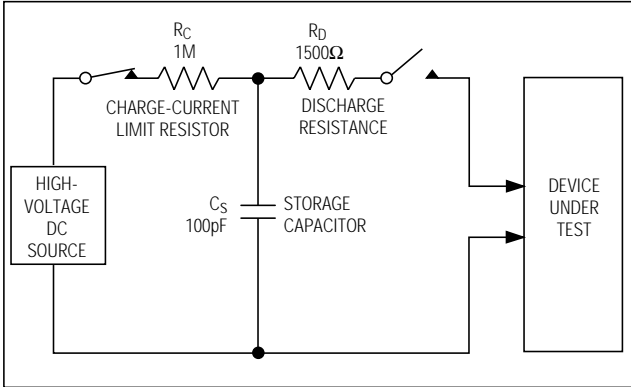 R_C
1M
CHARGE-CURRENT
LIMIT RESISTOR
R_D
1500Ω
DISCHARGE
RESISTANCE
HIGH-
VOLTAGE
DC
SOURCE
C_S
100pF
STORAGE
CAPACITOR
DEVICE
UNDER
TEST